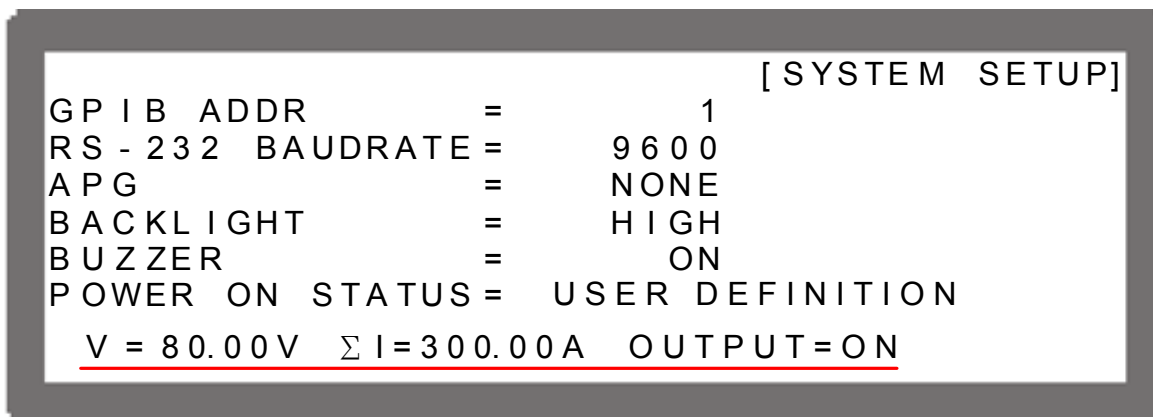 [SYSTEM SETUP]
GPIB ADDR = 1
RS-232 BAUDRATE= 9600
APG = NONE
BACKLIGHT = HIGH
BUZZER = ON
POWER ON STATUS= USER DEFINITION
V = 80.00V Σ I=300.00A OUTPUT=ON